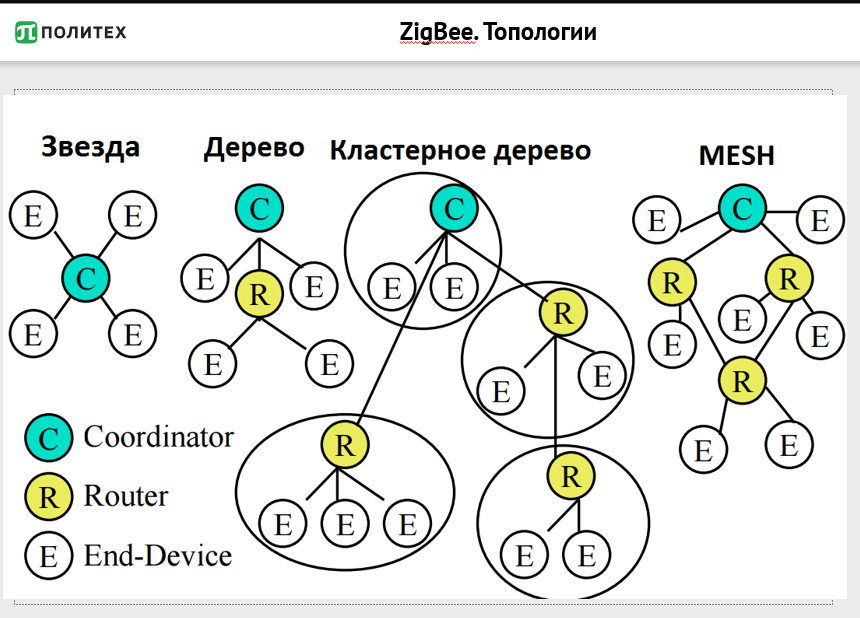 ПОЛИТЕХ
ZigBee. Топологии
Звезда
Дерево
Кластерное дерево
MESH
E
E
C
E
E
C
E
R
E
E
E
C
E
E
R
E
E
R
E
E
E
R
E
E
E
C
E
R
R
E
E
E
R
E
E
C Coordinator
R Router
E End-Device